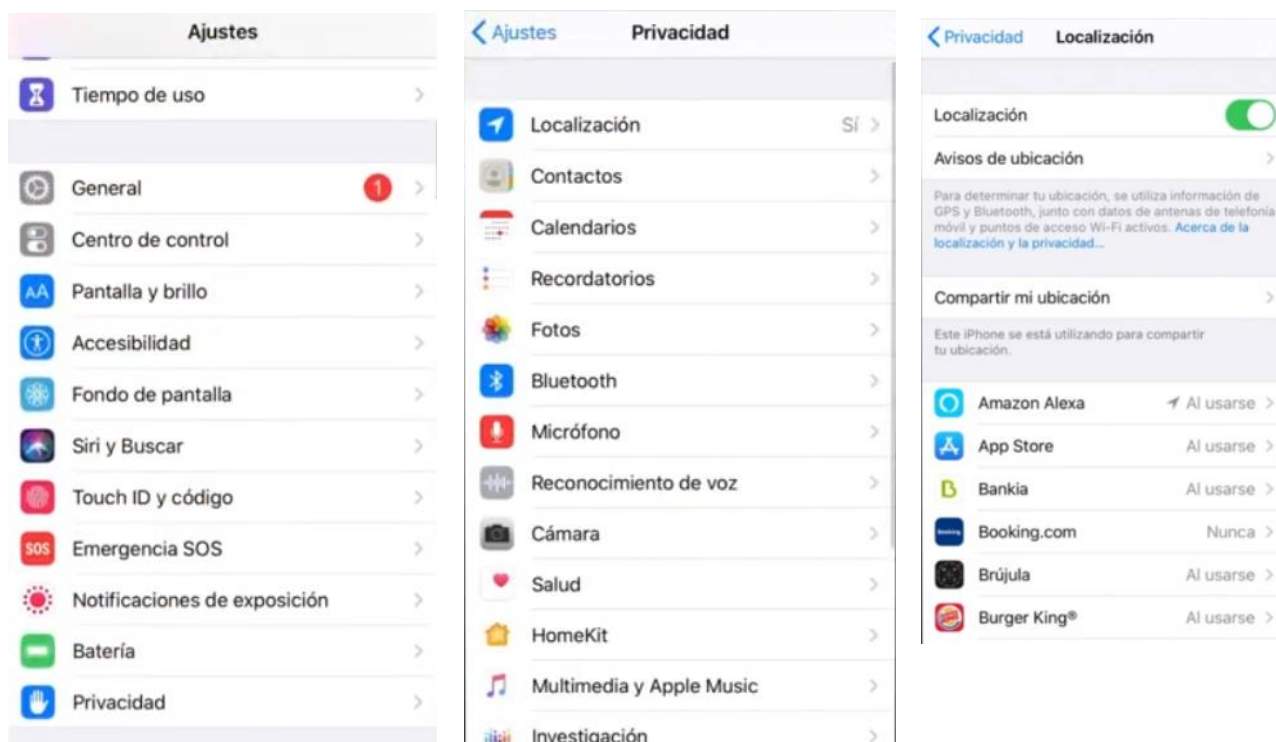 Ajustes
Tiempo de uso
General 1
Centro de control
AA Pantalla y brillo
Accesibilidad
Fondo de pantalla
Siri y Buscar
Touch ID y código
SOS Emergencia SOS
Notificaciones de exposición
Batería
Privacidad
Ajustes Privacidad
Localización Sí
Contactos
Calendarios
Recordatorios
Fotos
Bluetooth
Micrófono
Reconocimiento de voz
Cámara
Salud
HomeKit
Multimedia y Apple Music
Investigación
Privacidad Localización
Localización
Avisos de ubicación
Para determinar tu ubicación, se utiliza información de
GPS y Bluetooth, junto con datos de antenas de telefonía
móvil y puntos de acceso Wi-Fi activos. Acerca de la
localización y la privacidad...
Compartir mi ubicación
Este iPhone se está utilizando para compartir
tu ubicación.
Amazon Alexa Al usarse
App Store Al usarse
Bankia Al usarse
Booking.com Nunca
Brújula Al usarse
Burger King® Al usarse